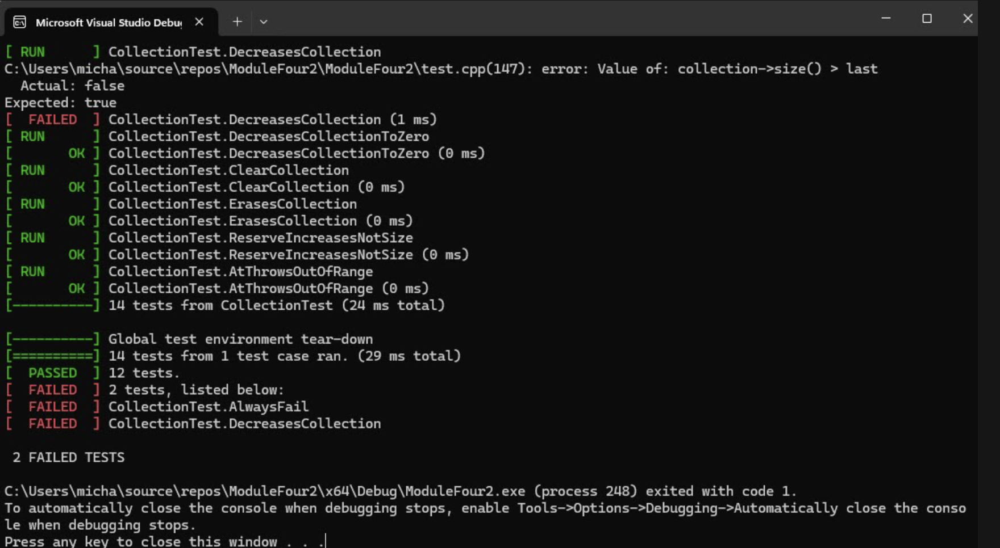 Microsoft Visual Studio Debu
[ RUN      ] CollectionTest.DecreasesCollection
C:\Users\micha\source\repos\ModuleFour2\ModuleFour2\test.cpp(147): error: Value of: collection->size() > last
  Actual: false
Expected: true
[  FAILED  ] CollectionTest.DecreasesCollection (1 ms)
[ RUN      ] CollectionTest.DecreasesCollectionToZero
[       OK ] CollectionTest.DecreasesCollectionToZero (0 ms)
[ RUN      ] CollectionTest.ClearCollection
[       OK ] CollectionTest.ClearCollection (0 ms)
[ RUN      ] CollectionTest.ErasesCollection
[       OK ] CollectionTest.ErasesCollection (0 ms)
[ RUN      ] CollectionTest.ReserveIncreasesNotSize
[       OK ] CollectionTest.ReserveIncreasesNotSize (0 ms)
[ RUN      ] CollectionTest.AtThrowsOutOfRange
[       OK ] CollectionTest.AtThrowsOutOfRange (0 ms)
[----------] 14 tests from CollectionTest (24 ms total)
[----------] Global test environment tear-down
[==========] 14 tests from 1 test case ran. (29 ms total)
[  PASSED  ] 12 tests.
[  FAILED  ] 2 tests, listed below:
[  FAILED  ] CollectionTest.AlwaysFail
[  FAILED  ] CollectionTest.DecreasesCollection
 2 FAILED TESTS
C:\Users\micha\source\repos\ModuleFour2\x64\Debug\ModuleFour2.exe (process 248) exited with code 1.
To automatically close the console when debugging stops, enable Tools->Options->Debugging->Automatically close the conso
le when debugging stops.
Press any key to close this window . . .